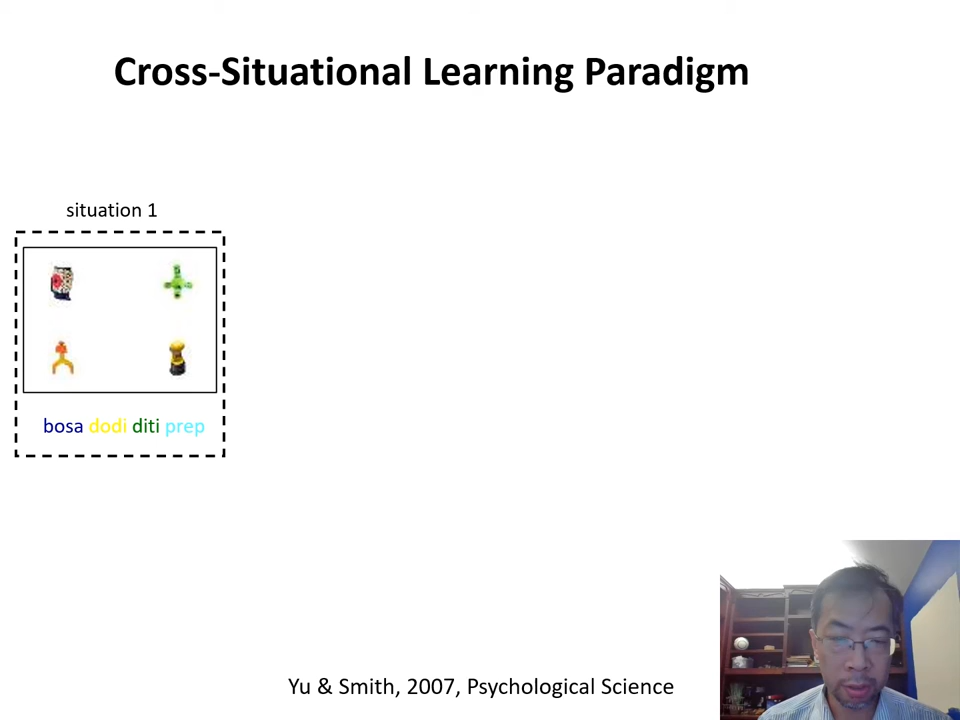 Cross-Situational Learning Paradigm
situation 1
bosa dodi diti prep
Yu & Smith, 2007, Psychological Science